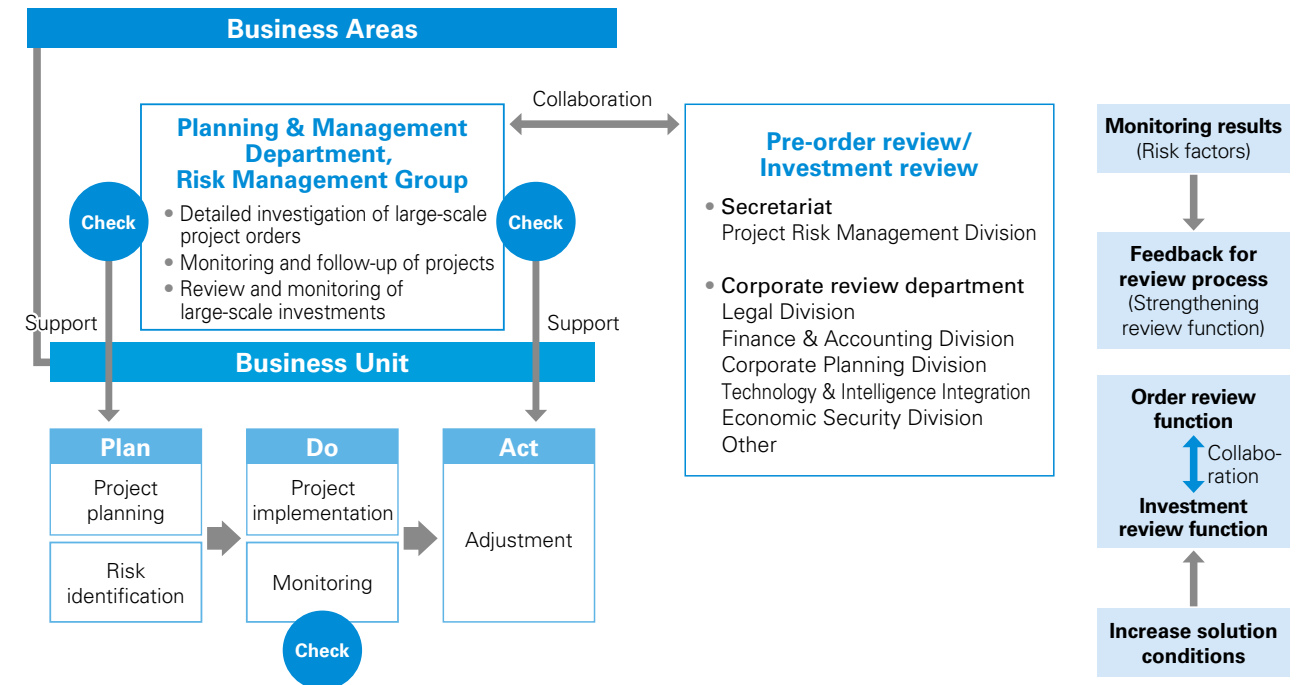 Business Areas
Collaboration
Planning & Management
Department,
Risk Management Group
• Detailed investigation of large-scale
project orders
• Monitoring and follow-up of projects
• Review and monitoring of
large-scale investments
Check
Check
Support
Support
Pre-order review/
Investment review
• Secretariat
Project Risk Management Division
• Corporate review department
Legal Division
Finance & Accounting Division
Corporate Planning Division
Technology & Intelligence Integration
Economic Security Division
Other
Business Unit
Plan
Project
planning
Risk
identification
Do
Project
implementation
Monitoring
Check
Act
Adjustment
Monitoring results
(Risk factors)
Feedback for
review process
(Strengthening
review function)
Order review
function
Collabo-
ration
Investment
review function
Increase solution
conditions